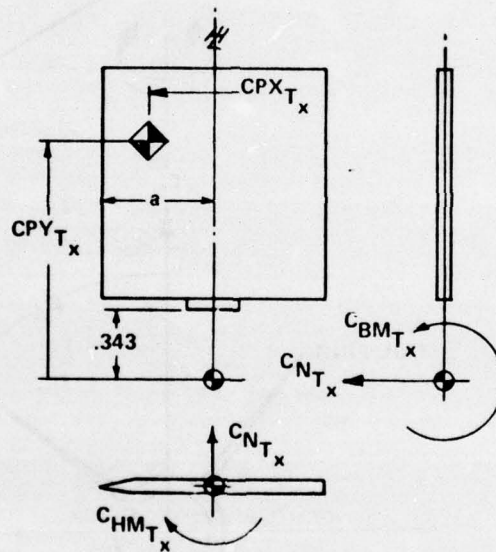 CPX_Tx
a
CPY_Tx
.343
C_BM_Tx
C_N_Tx
C_N_Tx
C_HM_Tx